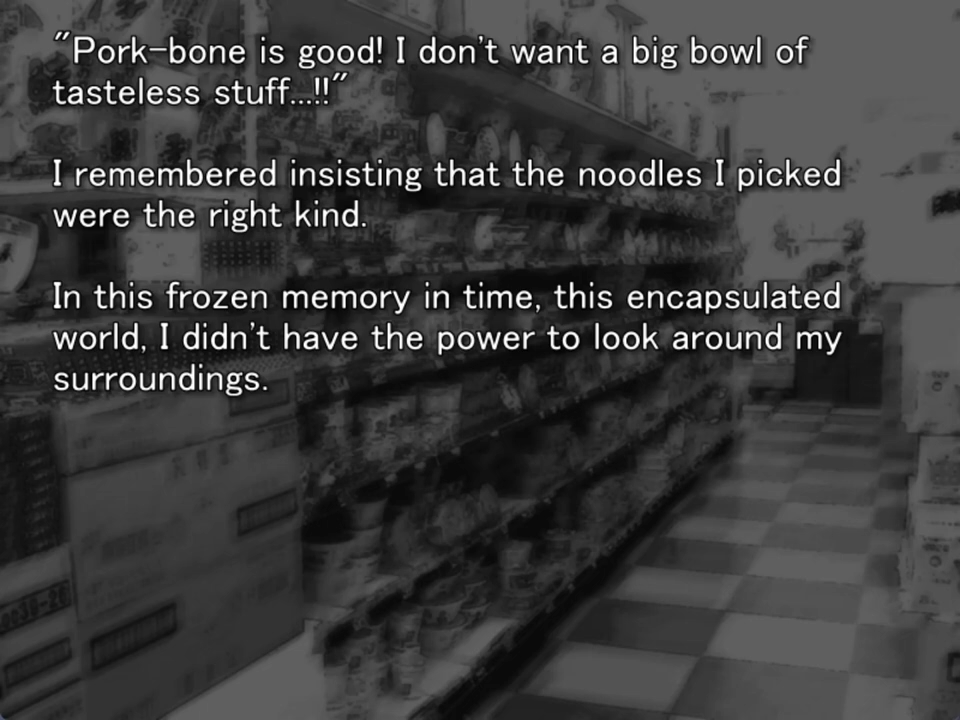 "Pork-bone is good! I don't want a big bowl of
tasteless stuff...!!"
I remembered insisting that the noodles I picked
were the right kind.
In this frozen memory in time, this encapsulated
world, I didn't have the power to look around my
surroundings.